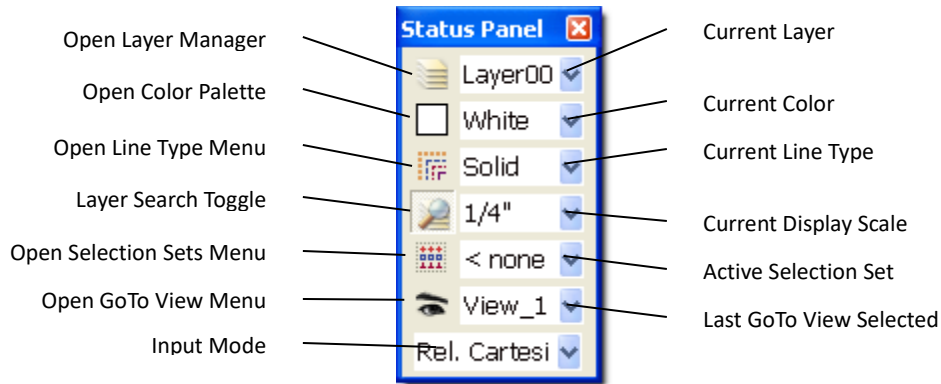 Status Panel
Open Layer Manager
Layer00
Current Layer
Open Color Palette
White
Current Color
Open Line Type Menu
Solid
Current Line Type
Layer Search Toggle
1/4"
Current Display Scale
Open Selection Sets Menu
< none
Active Selection Set
Open GoTo View Menu
View_1
Last GoTo View Selected
Input Mode
Rel. Cartesi